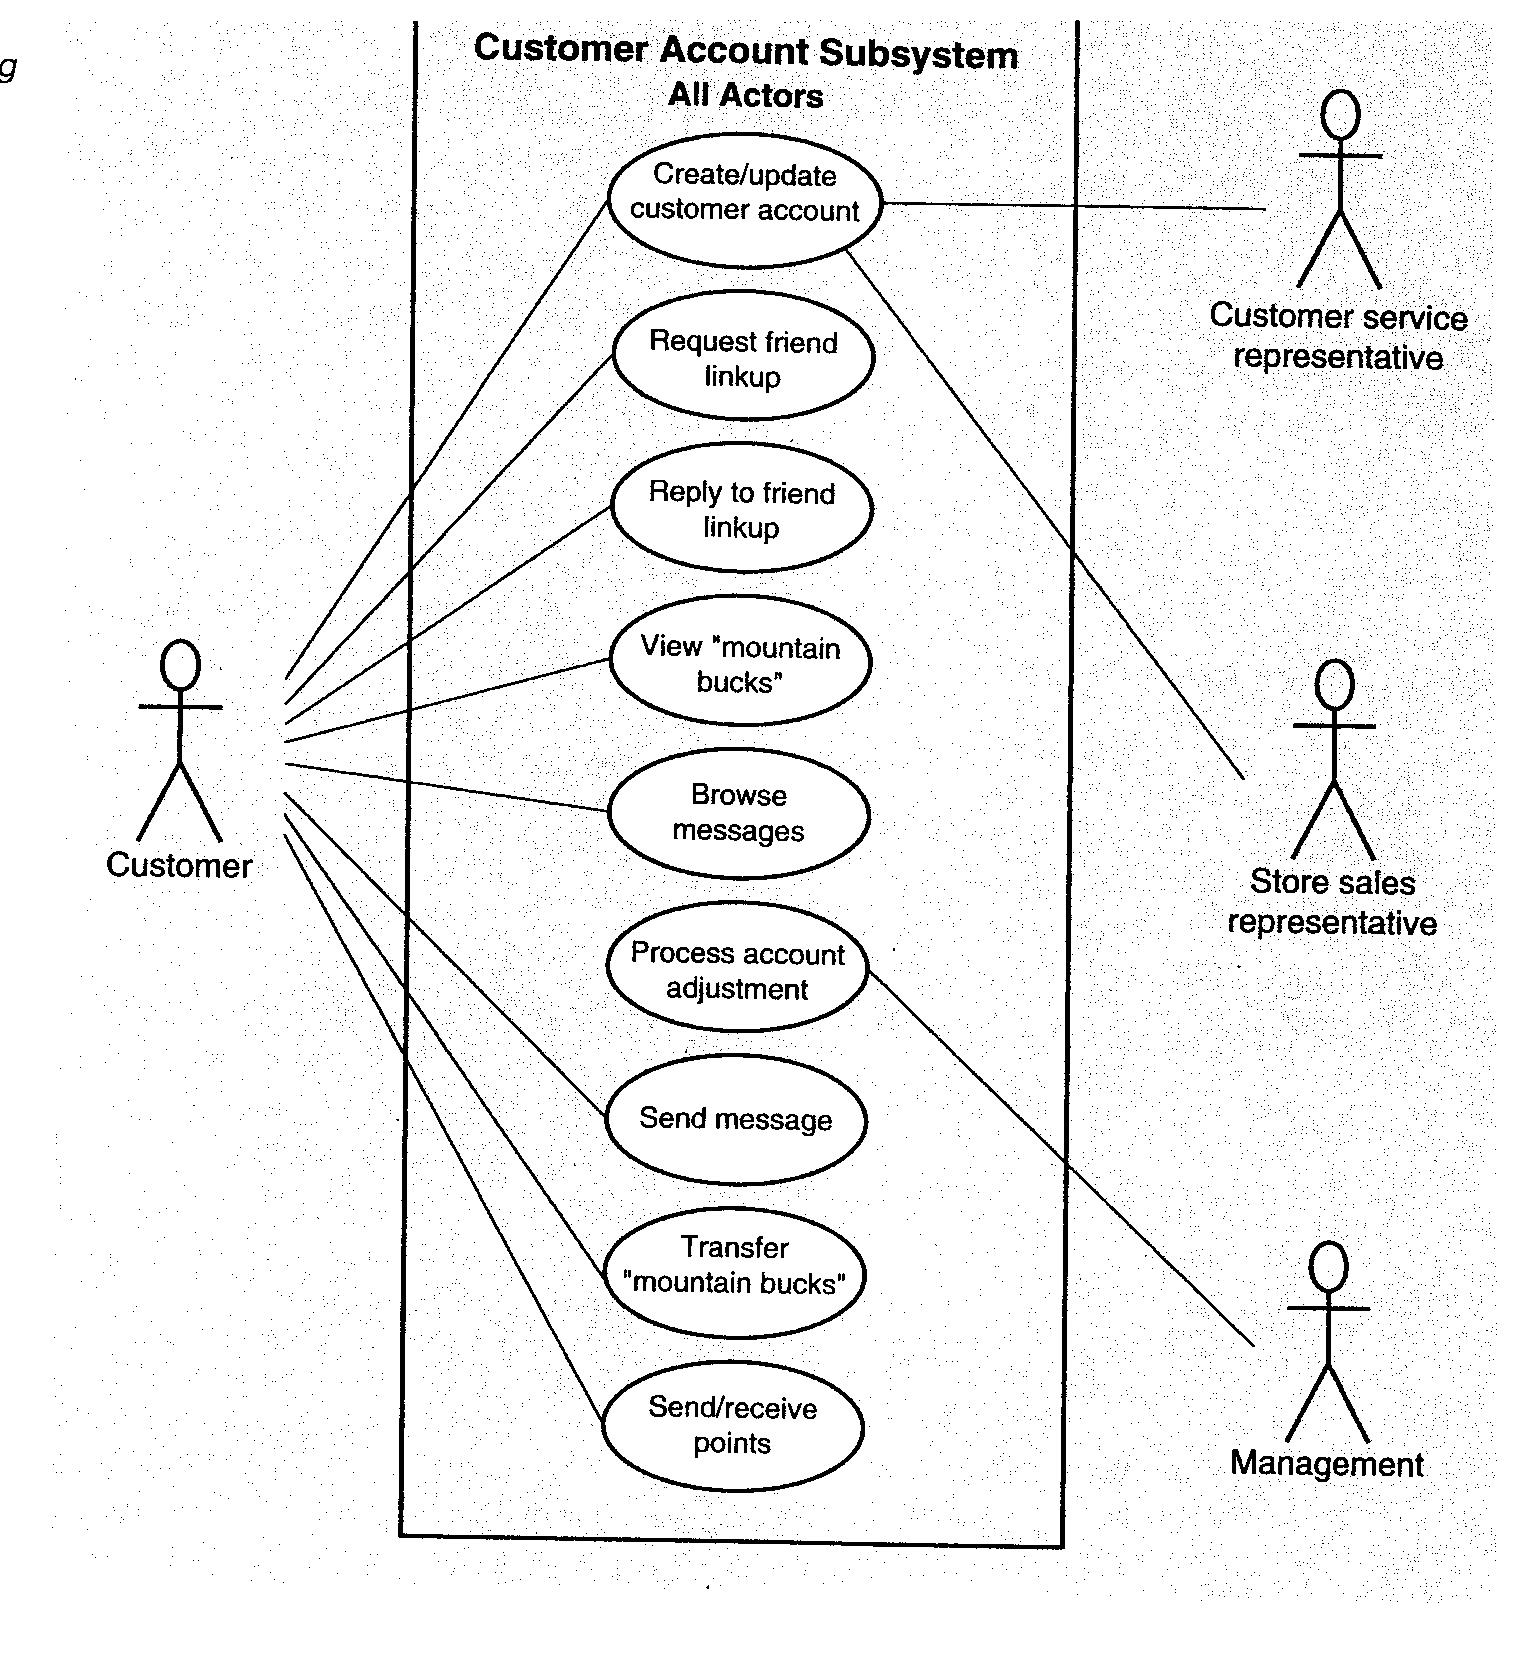 g
Customer Account Subsystem
All Actors
Create/update
customer account
Customer service
representative
Request friend
linkup
Reply to friend
linkup
View "mountain
bucks"
Browse
messages
Customer
Store sales
representative
Process account
adjustment
Send message
Transfer
"mountain bucks"
Send/receive
points
Management